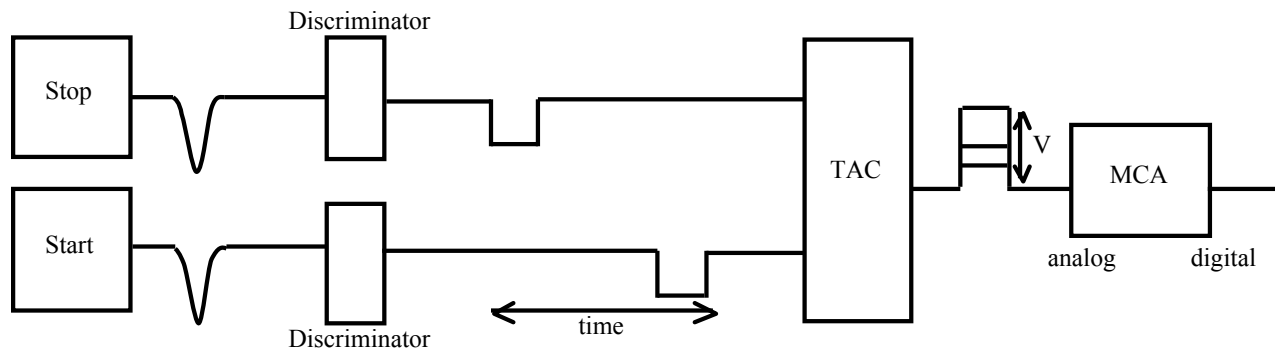 Discriminator
Stop
TAC
V
MCA
Start
analog
digital
time
Discriminator